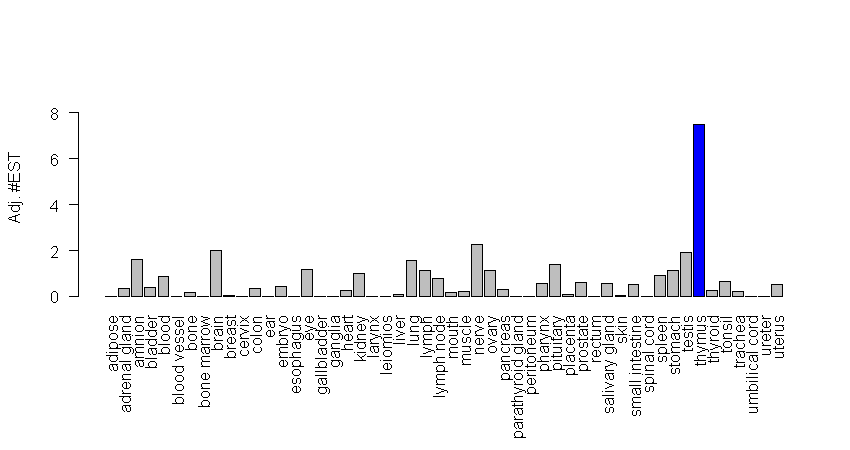 8
6
4
2
0
Adj. #EST
adipose
adrenal gland
amnion
bladder
blood
blood vessel
bone
bone marrow
brain
breast
cervix
colon
ear
embryo
esophagus
eye
gallbladder
ganglia
heart
kidney
larynx
leiomios
liver
lung
lymph
lymph node
mouth
muscle
nerve
ovary
pancreas
parathyroid gland
peritoneum
pharynx
pituitary
placenta
prostate
rectum
salivary gland
skin
small intestine
spinal cord
spleen
stomach
testis
thymus
thyroid
tonsil
trachea
umbilical cord
ureter
uterus